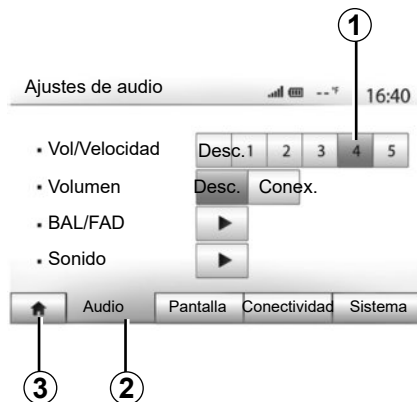 1
Ajustes de audio --°F 16:40
• Vol/Velocidad Desc. 1 2 3 4 5
• Volumen Desc. Conex.
• BAL/FAD
• Sonido
Audio Pantalla Conectividad Sistema
3 2